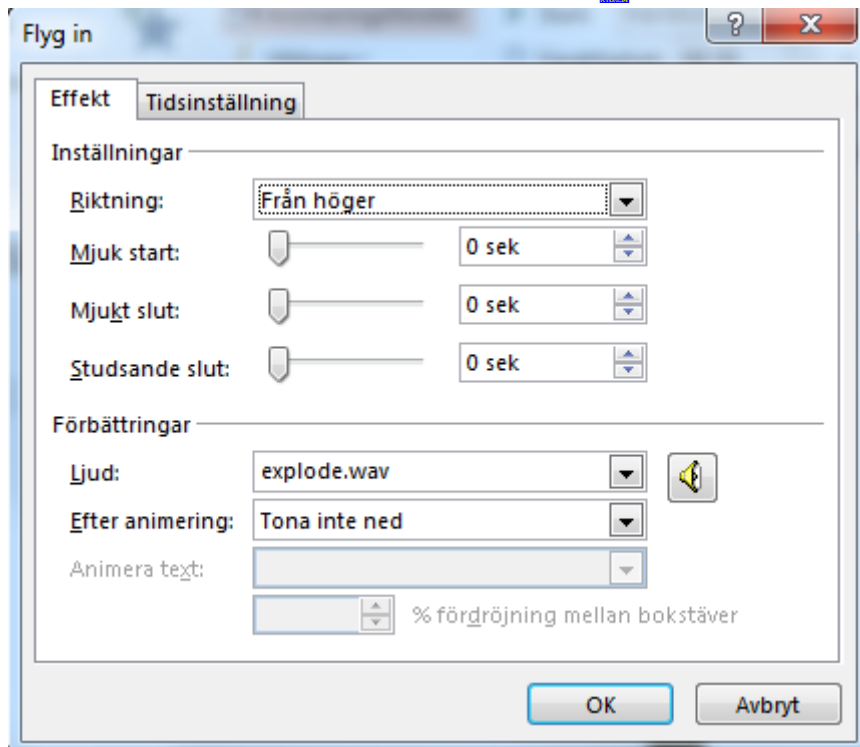 Flyg in
Effekt Tidsinställning
Inställningar
Riktning: Från höger
Mjuk start: 0 sek
Mjukt slut: 0 sek
Studsande slut: 0 sek
Förbättringar
Ljud: explode.wav
Efter animering: Tona inte ned
Animera text:
% fördröjning mellan bokstäver
OK Avbryt